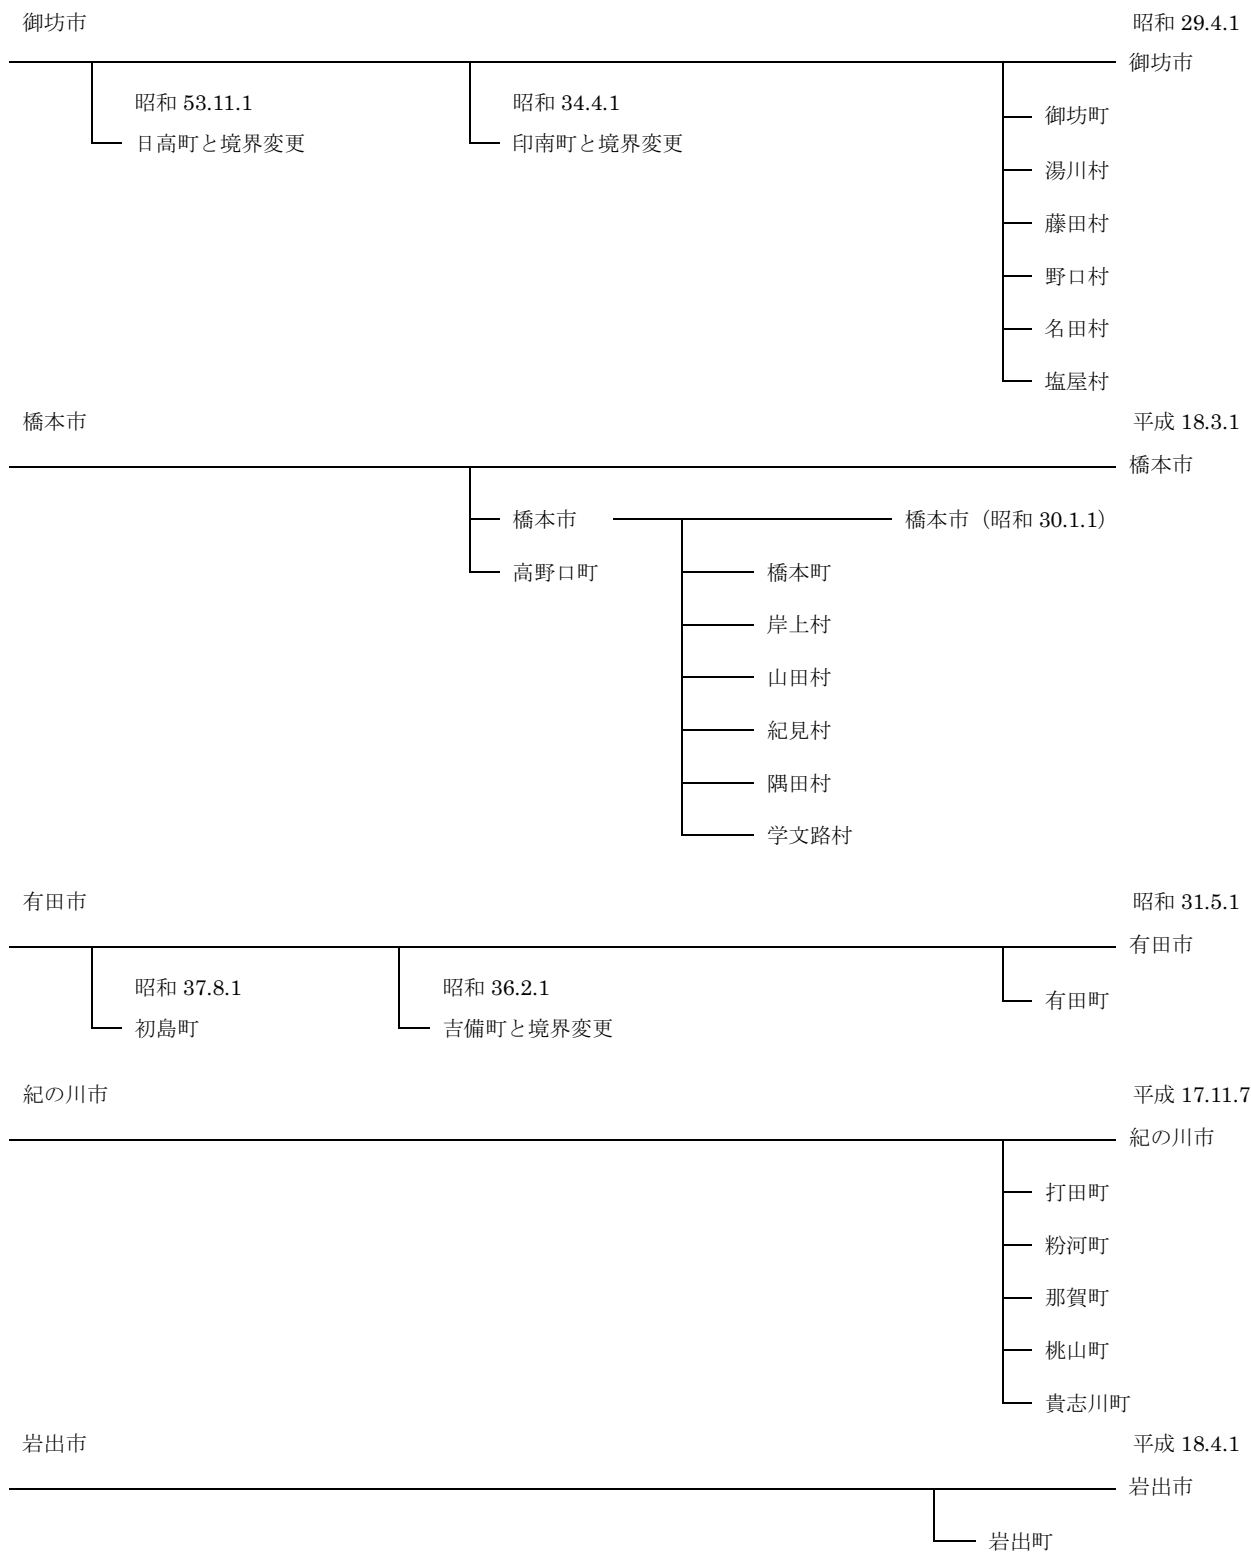 御坊市 昭和 29.4.1
御坊市
昭和 53.11.1 昭和 34.4.1
日高町と境界変更 印南町と境界変更
御坊町
湯川村
藤田村
野口村
名田村
塩屋村
橋本市 平成 18.3.1
橋本市
橋本市 橋本市（昭和 30.1.1）
高野口町 橋本町
岸上村
山田村
紀見村
隅田村
学文路村
有田市 昭和 31.5.1
有田市
昭和 37.8.1 昭和 36.2.1
有田町
初島町 吉備町と境界変更
紀の川市 平成 17.11.7
紀の川市
打田町
粉河町
那賀町
桃山町
貴志川町
岩出市 平成 18.4.1
岩出市
岩出町